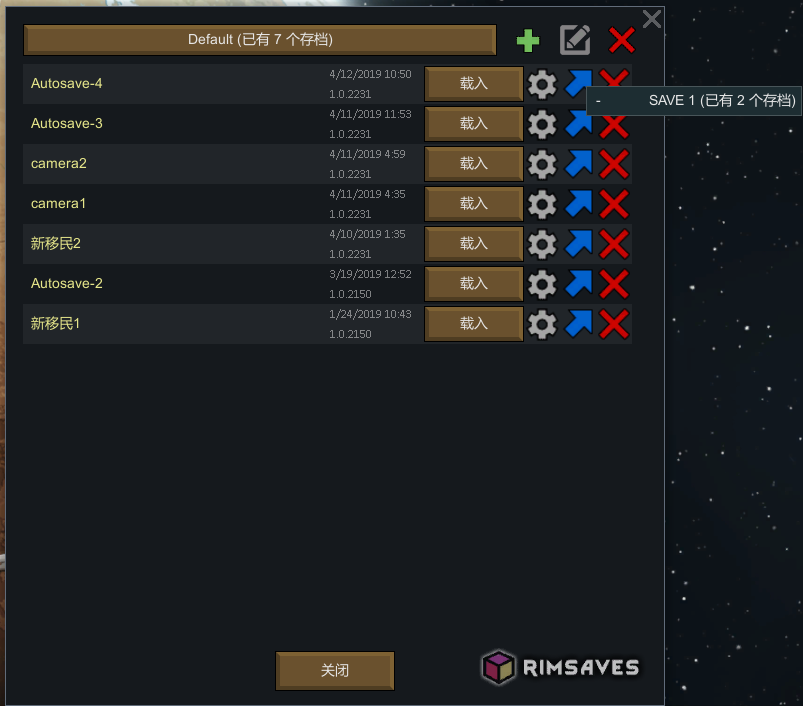 Default (已有 7 个存档)
Autosave-4
4/12/2019 10:50
1.0.2231
载入
- SAVE 1 (已有 2 个存档)
Autosave-3
4/11/2019 11:53
1.0.2231
载入
camera2
4/11/2019 4:59
1.0.2231
载入
camera1
4/11/2019 4:35
1.0.2231
载入
新移民2
4/10/2019 1:35
1.0.2231
载入
Autosave-2
3/19/2019 12:52
1.0.2150
载入
新移民1
1/24/2019 10:43
1.0.2150
载入
关闭
RIMSAVES